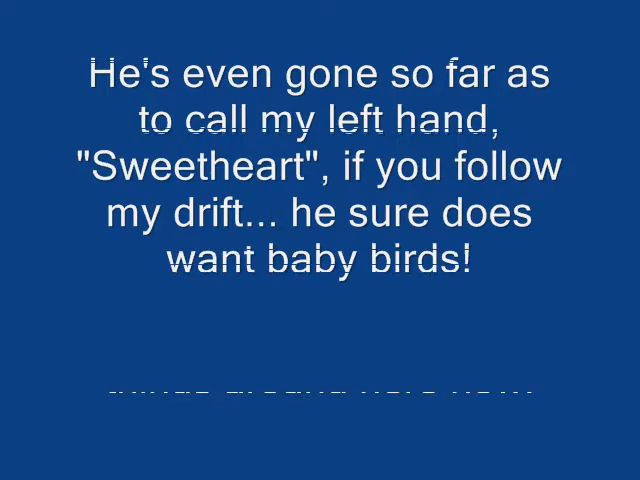 He's even gone so far as
to call my left hand,
"Sweetheart", if you follow
my drift... he sure does
want baby birds!